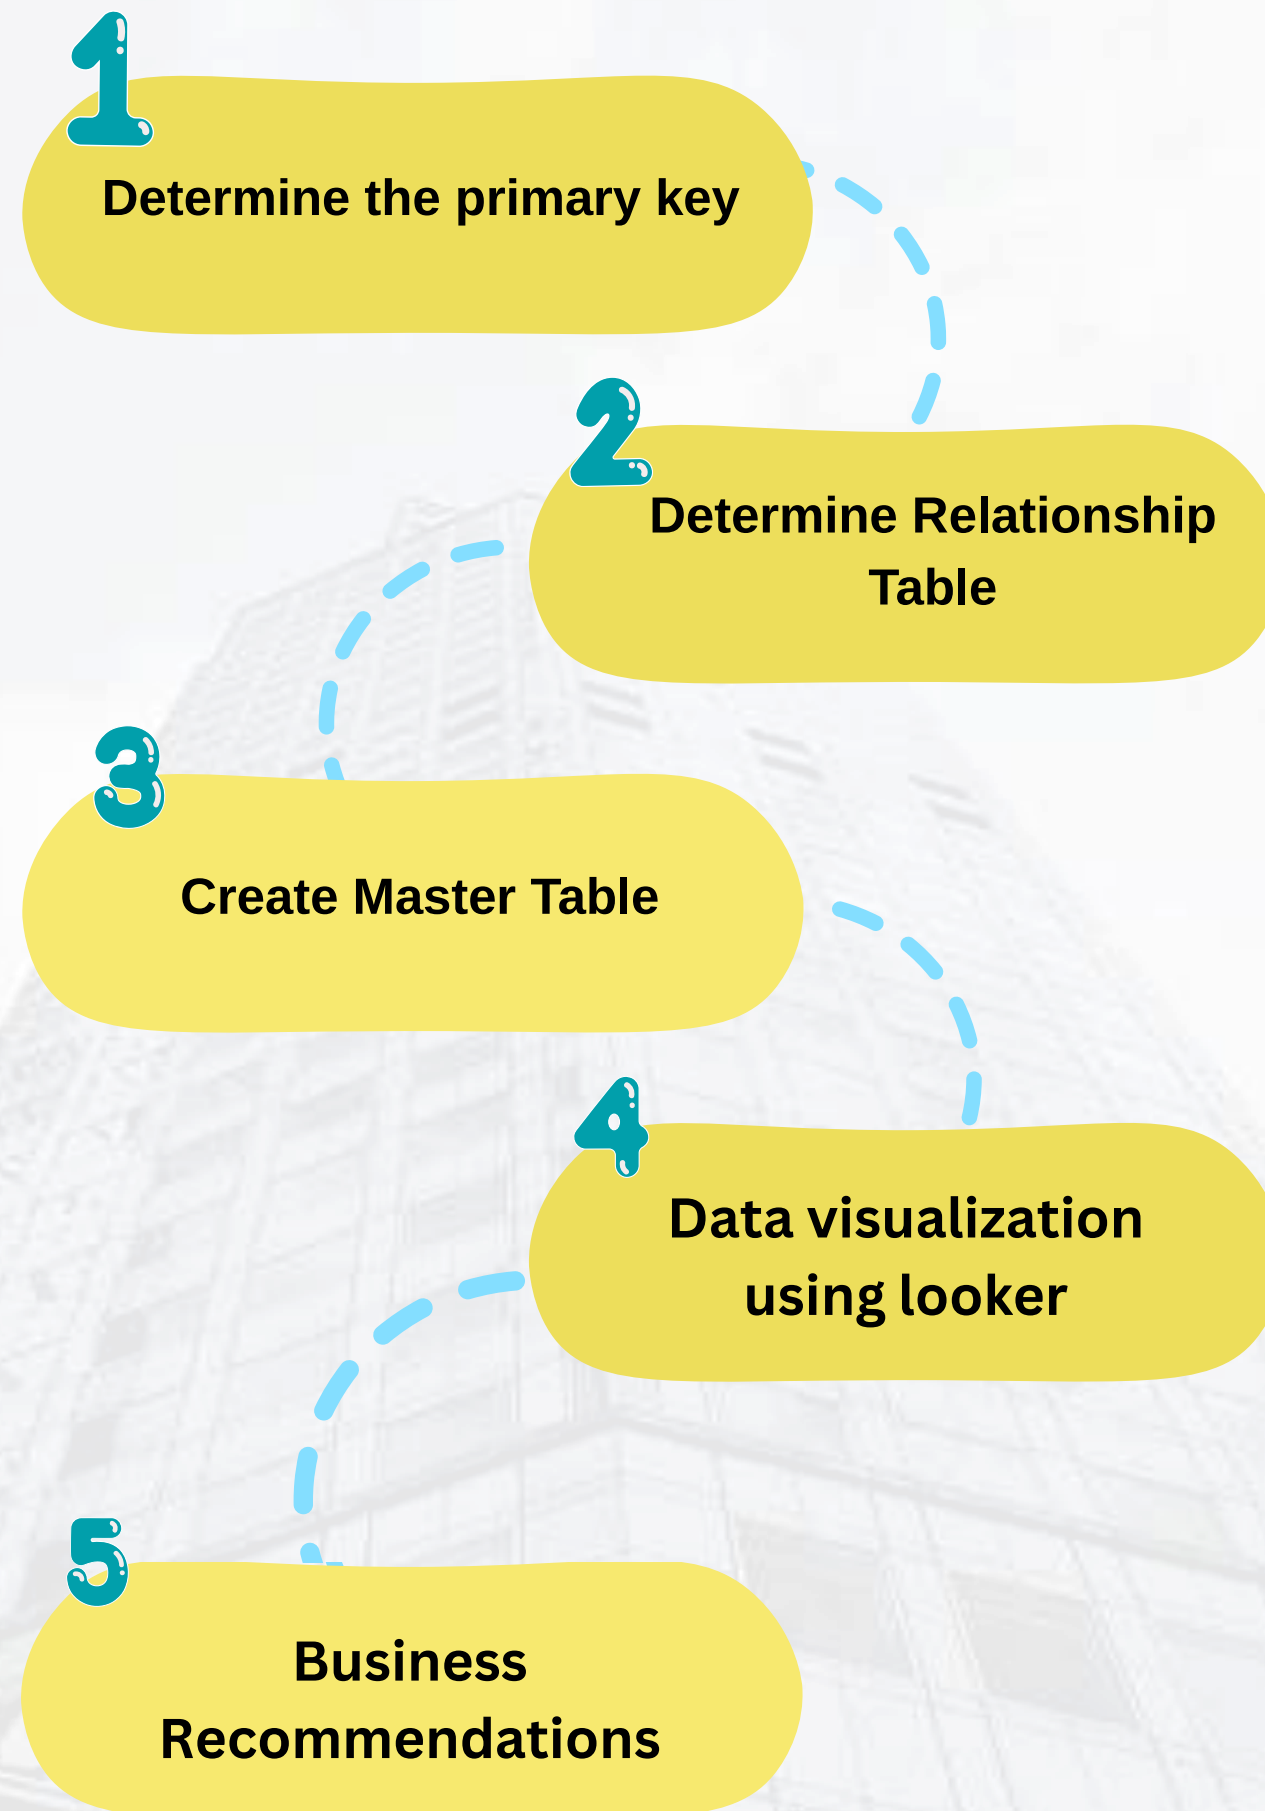 1
Determine the primary key
2
Determine Relationship
Table
3
Create Master Table
4
Data visualization
using looker
5
Business
Recommendations